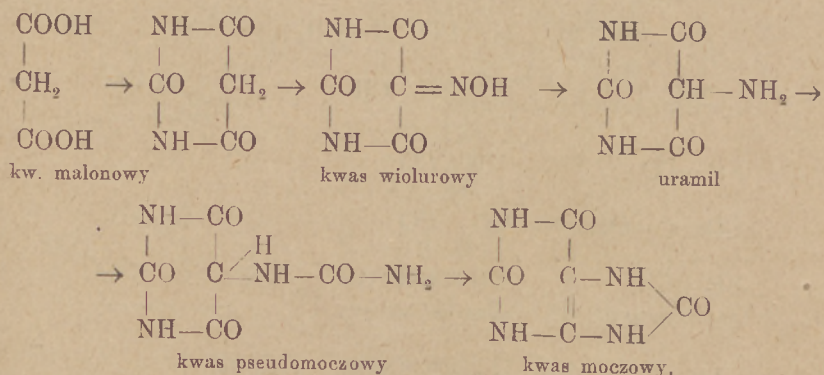 COOH NH—CO NH—CO NH—CO
CH₂ → CO CH₂ → CO C=NOH → CO CH—NH₂ →
COOH NH—CO NH—CO NH—CO
kw. malonowy kwas wiolurowy uramil
NH—CO NH—CO
H
→ CO C NH—CO—NH₂ → CO C—NH
CO
NH—CO NH—C—NH
kwas pseudomoczowy kwas moczowy.